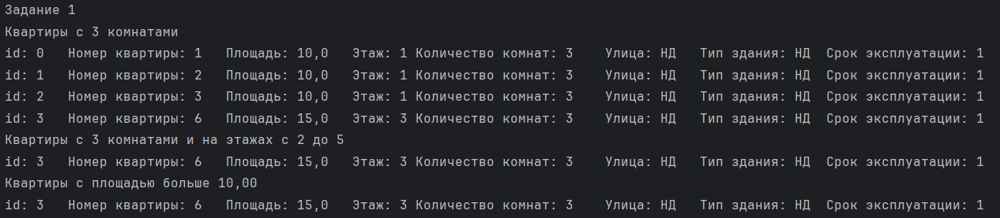 Задание 1
Квартиры с 3 комнатами
id: 0   Номер квартиры: 1   Площадь: 10,0   Этаж: 1 Количество комнат: 3    Улица: НД   Тип здания: НД  Срок эксплуатации: 1
id: 1   Номер квартиры: 2   Площадь: 10,0   Этаж: 1 Количество комнат: 3    Улица: НД   Тип здания: НД  Срок эксплуатации: 1
id: 2   Номер квартиры: 3   Площадь: 10,0   Этаж: 1 Количество комнат: 3    Улица: НД   Тип здания: НД  Срок эксплуатации: 1
id: 3   Номер квартиры: 6   Площадь: 15,0   Этаж: 3 Количество комнат: 3    Улица: НД   Тип здания: НД  Срок эксплуатации: 1
Квартиры с 3 комнатами и на этажах с 2 до 5
id: 3   Номер квартиры: 6   Площадь: 15,0   Этаж: 3 Количество комнат: 3    Улица: НД   Тип здания: НД  Срок эксплуатации: 1
Квартиры с площадью больше 10,00
id: 3   Номер квартиры: 6   Площадь: 15,0   Этаж: 3 Количество комнат: 3    Улица: НД   Тип здания: НД  Срок эксплуатации: 1